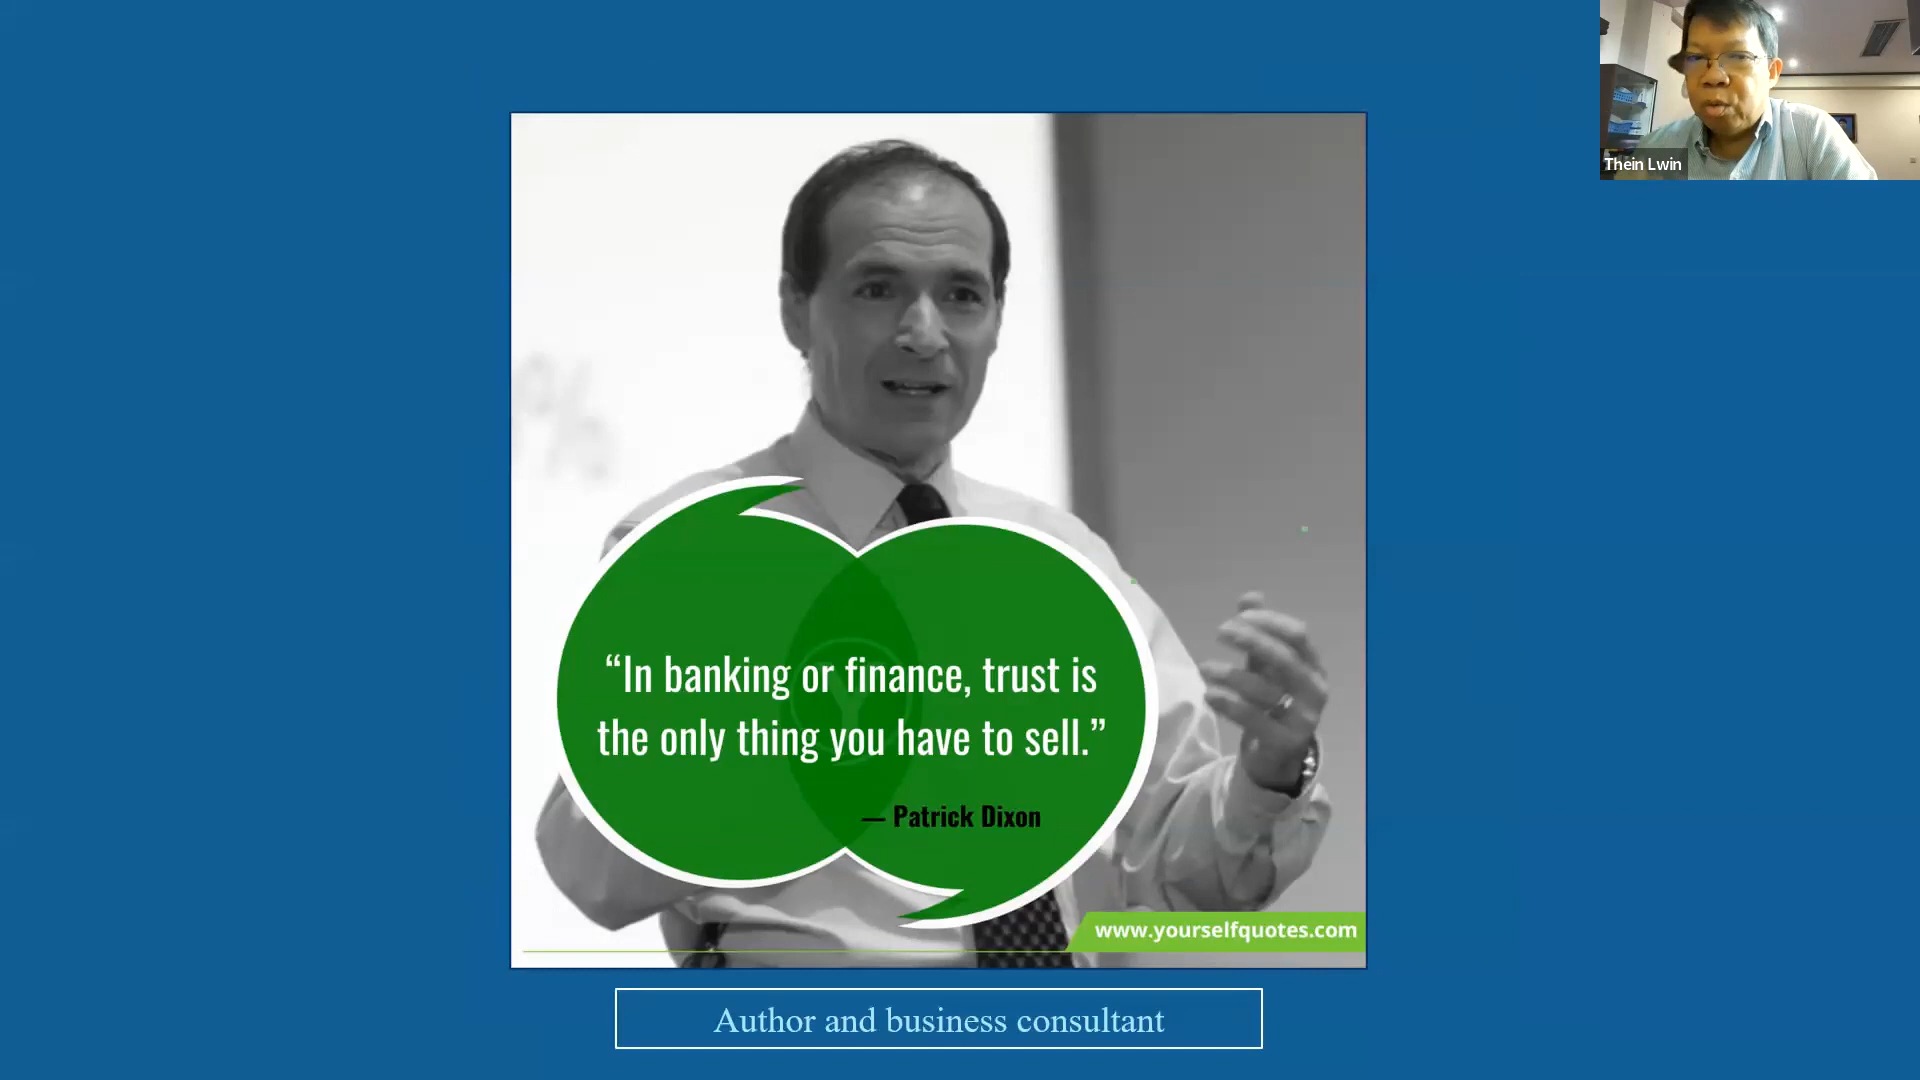 Thein Lwin
“In banking or finance, trust is
the only thing you have to sell.”
— Patrick Dixon
www.yourselfquotes.com
Author and business consultant